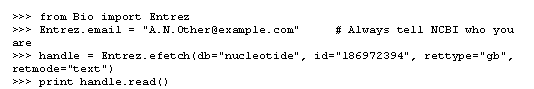 >>> from Bio import Entrez
>>> Entrez.email = "A.N.Other@example.com"     # Always tell NCBI who you
are
>>> handle = Entrez.efetch(db="nucleotide", id="186972394", rettype="gb",
retmode="text")
>>> print handle.read()